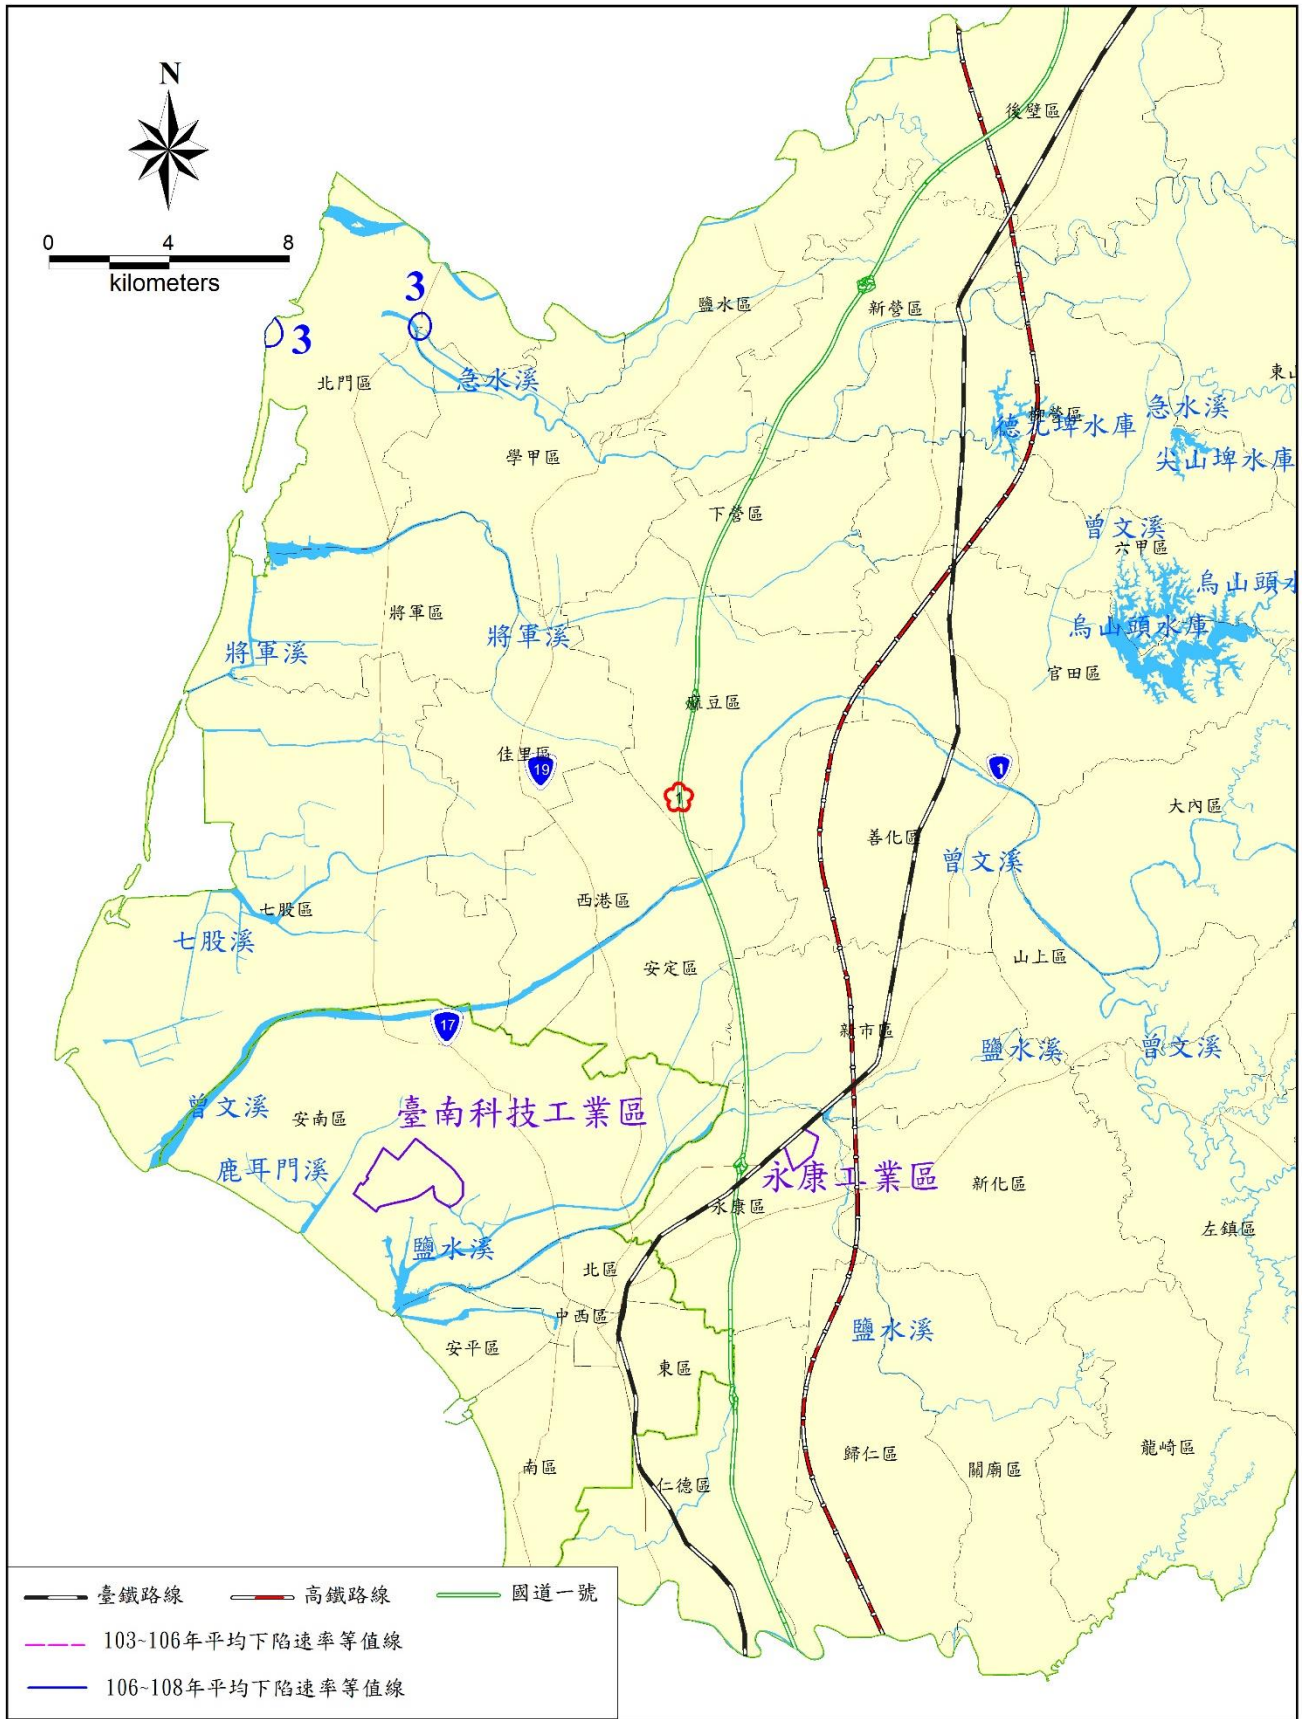 N
0 4 8
kilometers
後壁區
3
3
鹽水區
新營區
北門區
急水溪
東山
柳營區
德元埤水庫
急水溪
尖山埤水庫
學甲區
下營區
曾文溪
六甲區
烏山頭水
烏山頭水庫
將軍區
將軍溪
將軍溪
官田區
麻豆區
佳里區
19
1
1
大內區
善化區
曾文溪
七股區
西港區
七股溪
安定區
山上區
17
新市區
鹽水溪
曾文溪
曾文溪
安南區
臺南科技工業區
鹿耳門溪
永康工業區
新化區
永康區
左鎮區
鹽水溪
北區
中西區
鹽水溪
安平區
東區
歸仁區
龍崎區
南區
關廟區
仁德區
臺鐵路線 高鐵路線 國道一號
103~106年平均下陷速率等值線
106~108年平均下陷速率等值線